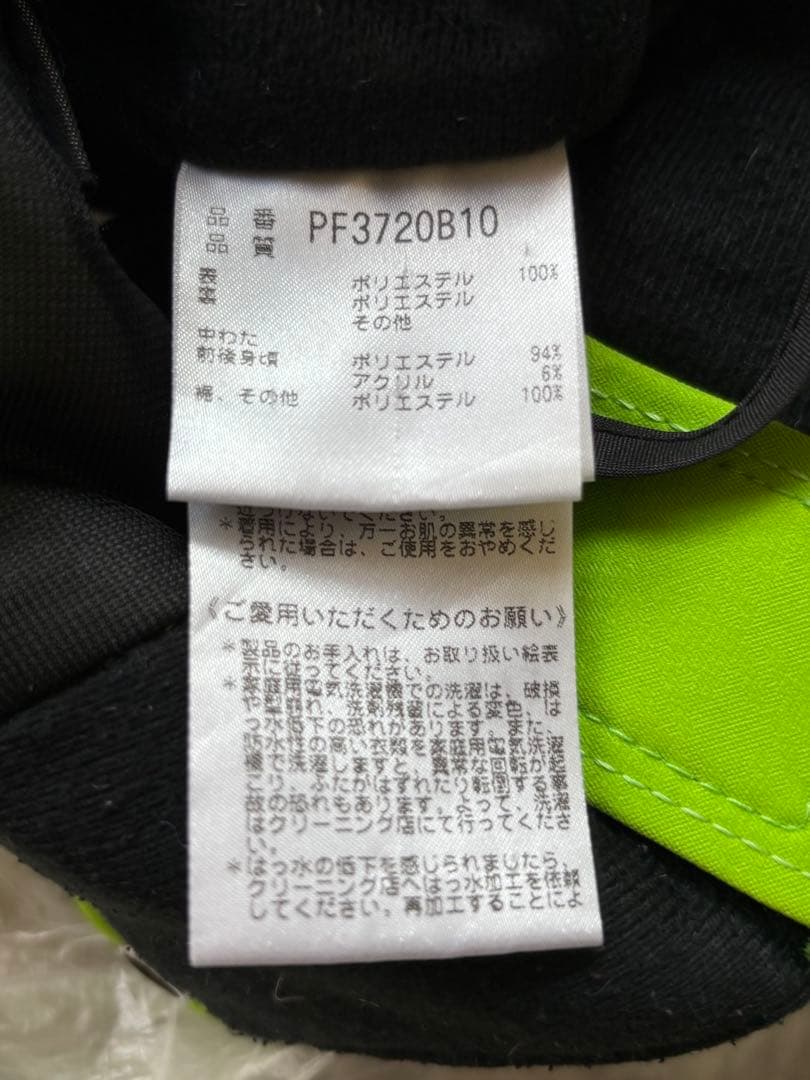 品 番 PF3720B10
品 質
表 ポリエステル 100%
裏 ポリエステル
その他
中わた
前後身頃 ポリエステル 94%
アクリル 6%
裾、その他 ポリエステル 100%
*着用により、万一お肌の異常を感じ
られた場合は、ご使用をおやめくだ
さい。
《ご愛用いただくためのお願い》
*製品のお手入れは、お取り扱い絵表
示に従ってください。
*家庭用電気洗濯機での洗濯は、破損
や型崩れ、洗剤残留による変色、は
っ水低下の恐れがあります。また、
防水性の高い衣類を家庭用電気洗濯
機で洗濯しますと、異常な回転が起
こり、ふたがはずれたり転倒する事
故の恐れもあります。よって、洗濯
はクリーニング店にて行ってくださ
い。
*はっ水の低下を感じられましたら、
クリーニング店へはっ水加工を依頼
してください。再加工することによ